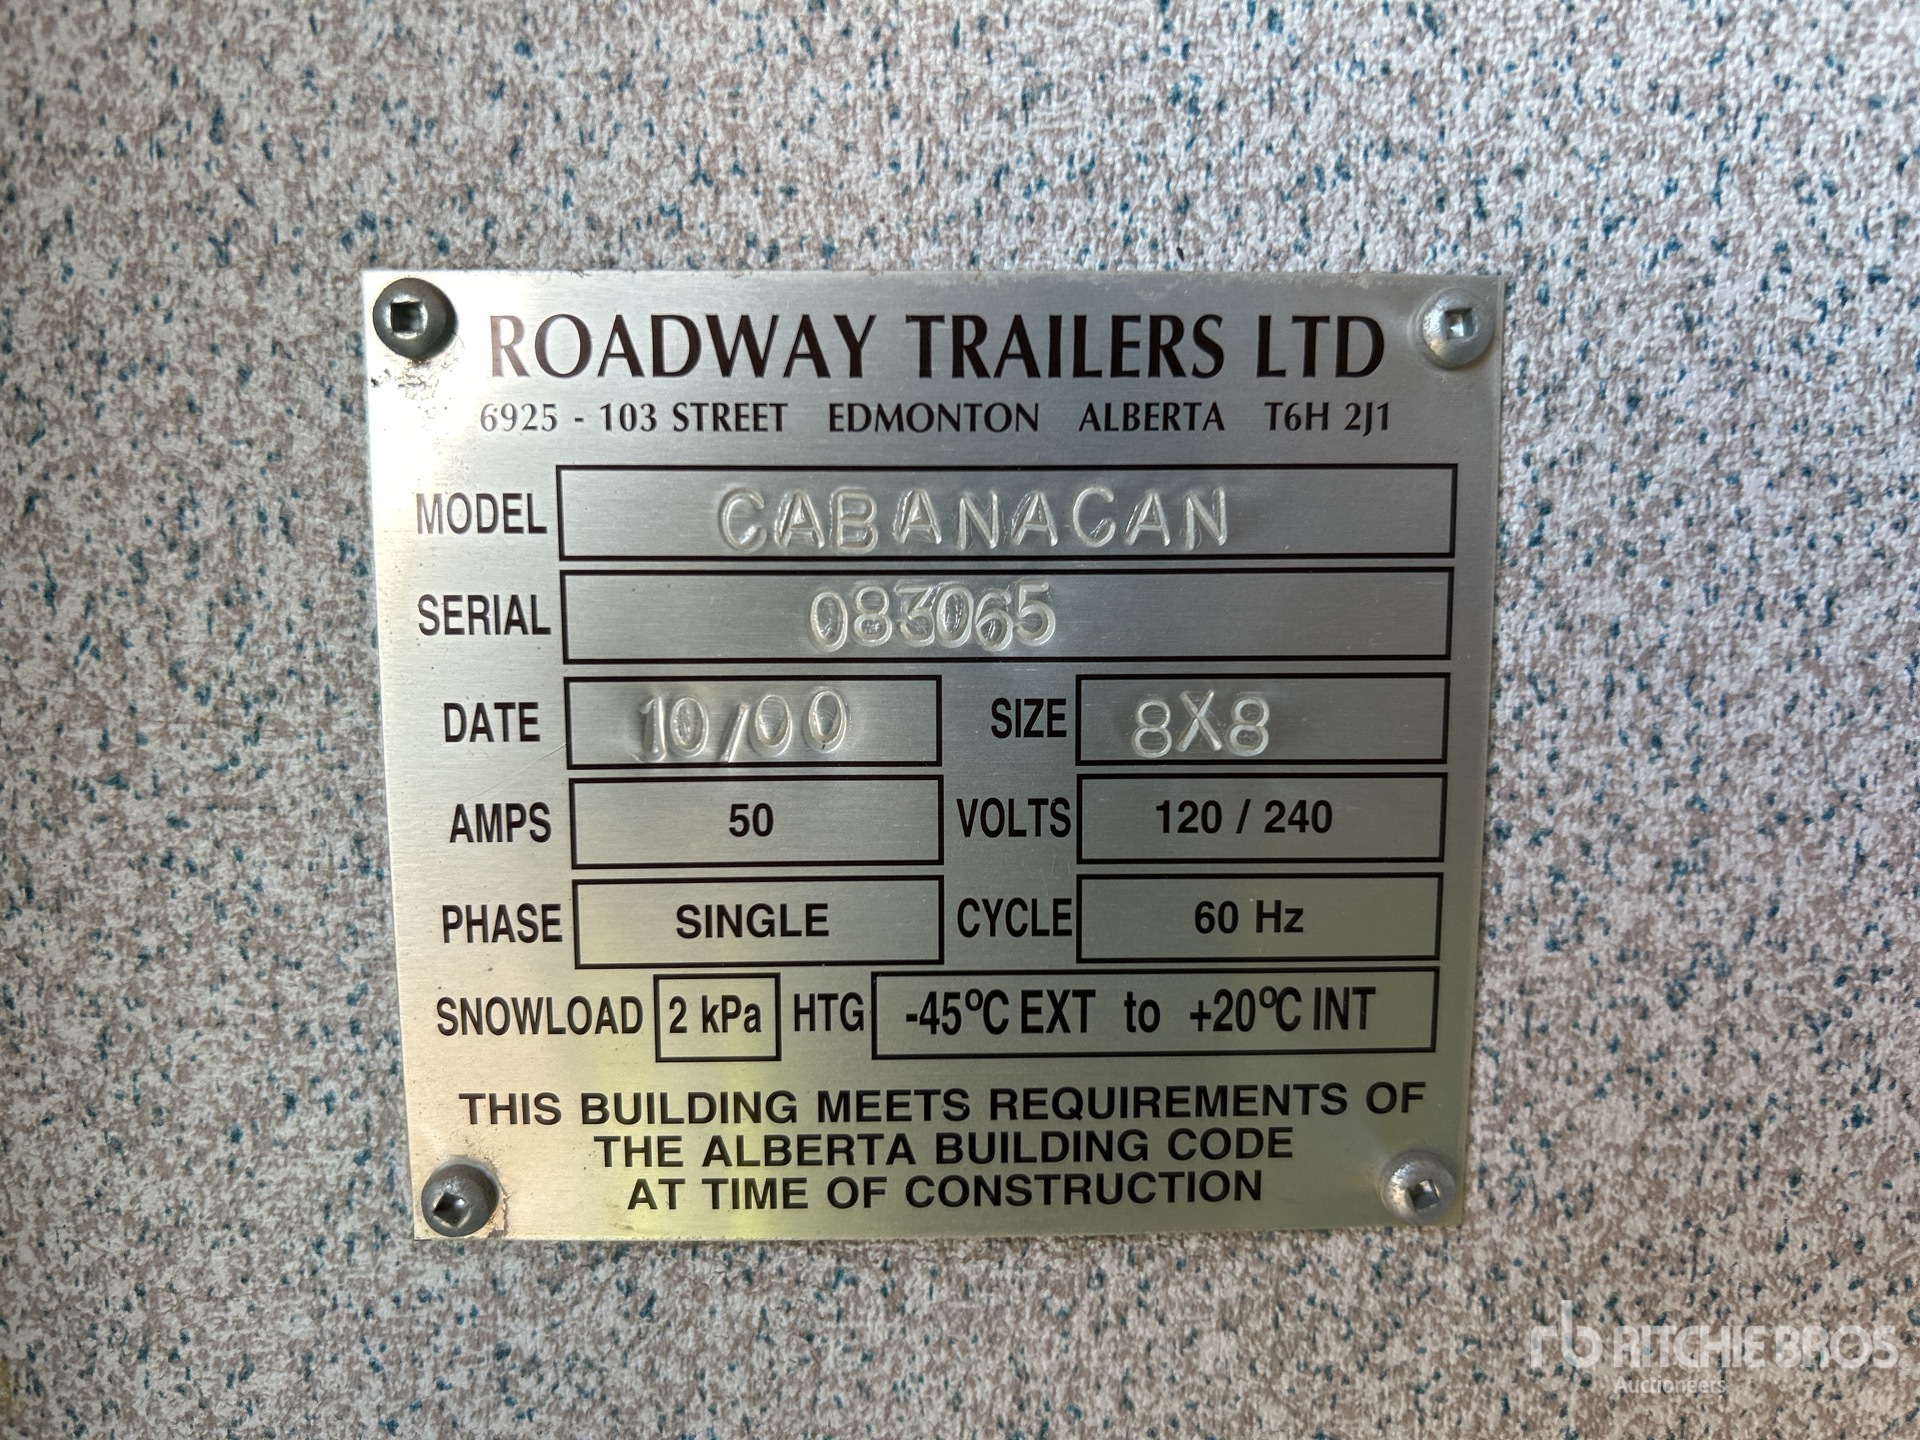 ROADWAY TRAILERS LTD
6925 - 103 STREET EDMONTON ALBERTA T6H 2J1
MODEL CABANACAN
SERIAL 083065
DATE 10/00 SIZE 8X8
AMPS 50 VOLTS 120 / 240
PHASE SINGLE CYCLE 60 Hz
SNOWLOAD 2 kPa HTG -45°C EXT to +20°C INT
THIS BUILDING MEETS REQUIREMENTS OF
THE ALBERTA BUILDING CODE
AT TIME OF CONSTRUCTION
rb RITCHIE BROS
Auctioneers